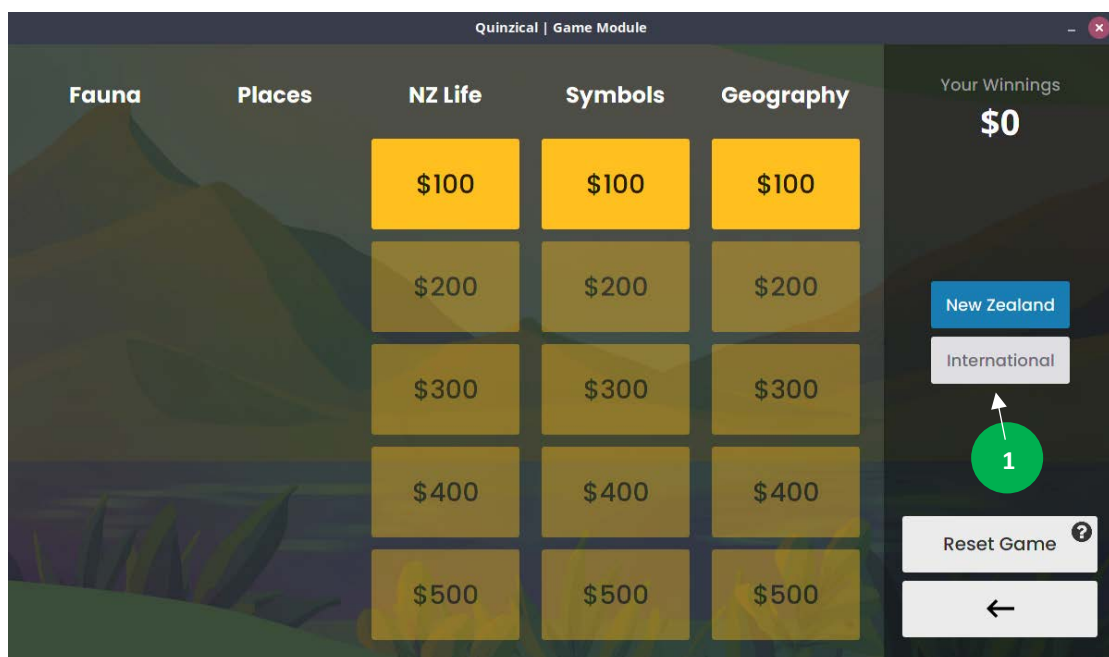 Quinzical | Game Module
Fauna Places NZ Life Symbols Geography
Your Winnings
$0
$100 $100 $100
$200 $200 $200
New Zealand
International
$300 $300 $300
1
$400 $400 $400
Reset Game ?
$500 $500 $500